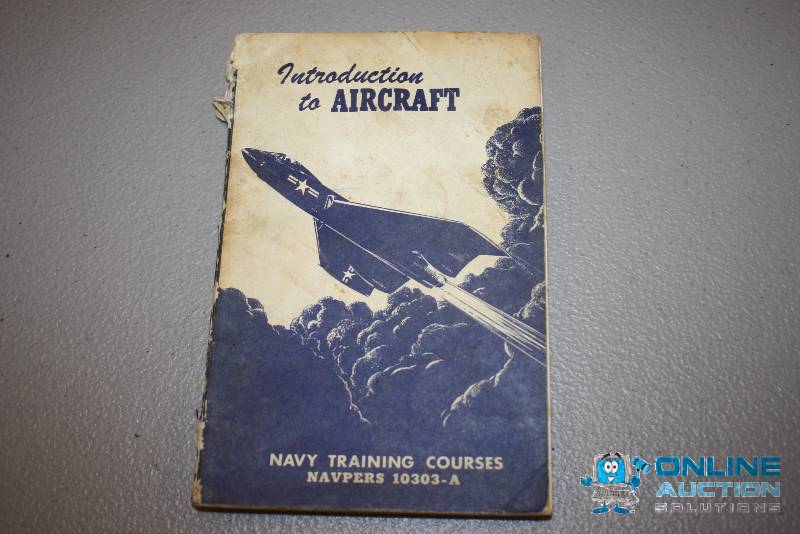 Introduction
to AIRCRAFT
NAVY TRAINING COURSES
NAVPERS 10303-A
ONLINE
AUCTION
SOLUTIONS